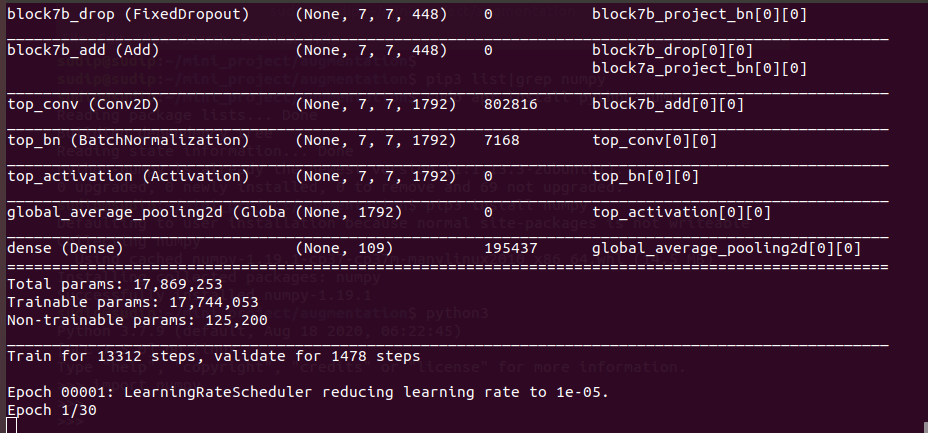 block7b_drop (FixedDropout) (None, 7, 7, 448) 0 block7b_project_bn[0][0]
block7b_add (Add) (None, 7, 7, 448) 0 block7b_drop[0][0]
block7a_project_bn[0][0]
top_conv (Conv2D) (None, 7, 7, 1792) 802816 block7b_add[0][0]
top_bn (BatchNormalization) (None, 7, 7, 1792) 7168 top_conv[0][0]
top_activation (Activation) (None, 7, 7, 1792) 0 top_bn[0][0]
global_average_pooling2d (Globa (None, 1792) 0 top_activation[0][0]
dense (Dense) (None, 109) 195437 global_average_pooling2d[0][0]
Total params: 17,869,253
Trainable params: 17,744,053
Non-trainable params: 125,200
Train for 13312 steps, validate for 1478 steps
Epoch 00001: LearningRateScheduler reducing learning rate to 1e-05.
Epoch 1/30